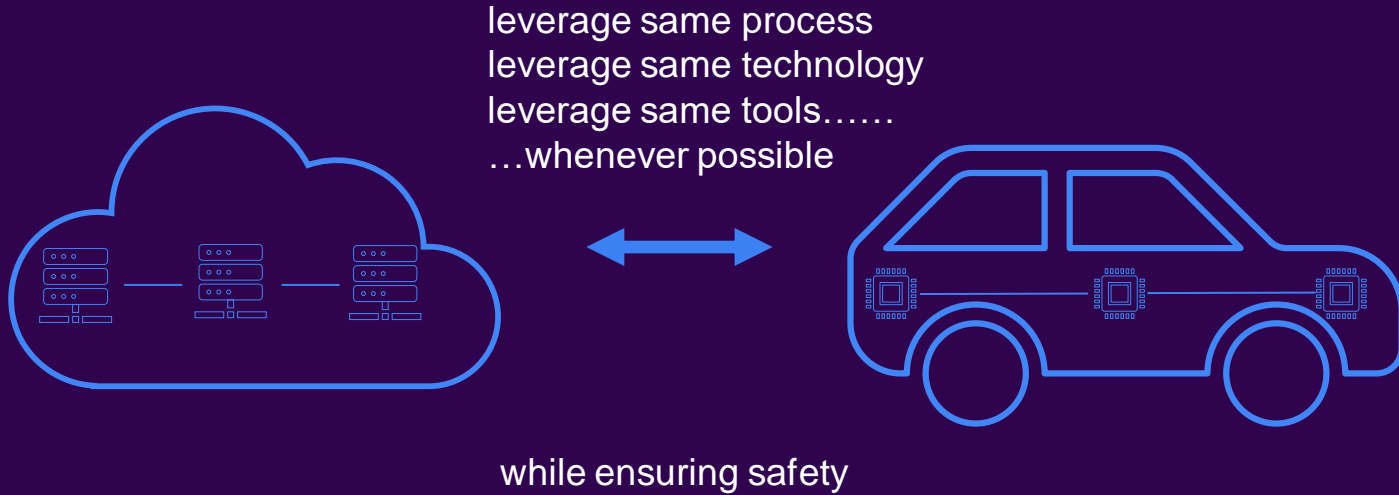 leverage same process
leverage same technology
leverage same tools……
…whenever possible
while ensuring safety